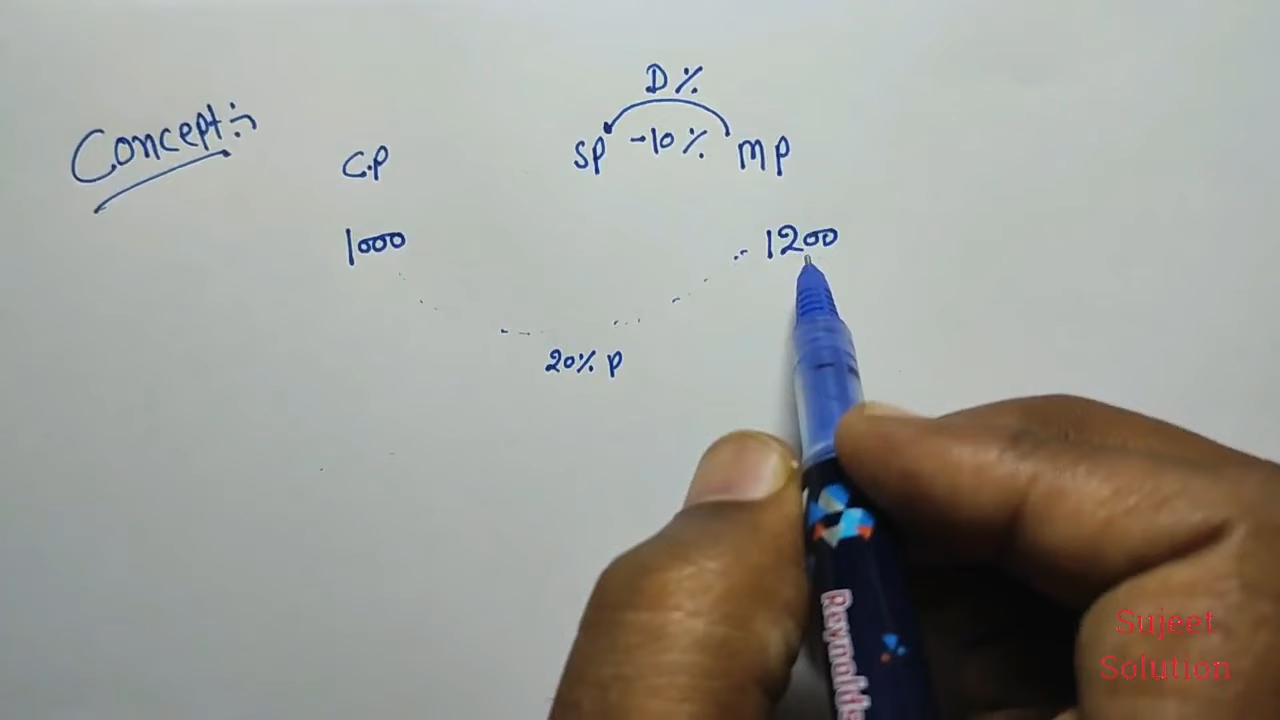 Concept:-
D%
C.P SP -10% MP
1000 1200
20% P
Reynolds
Sujeet
Solution